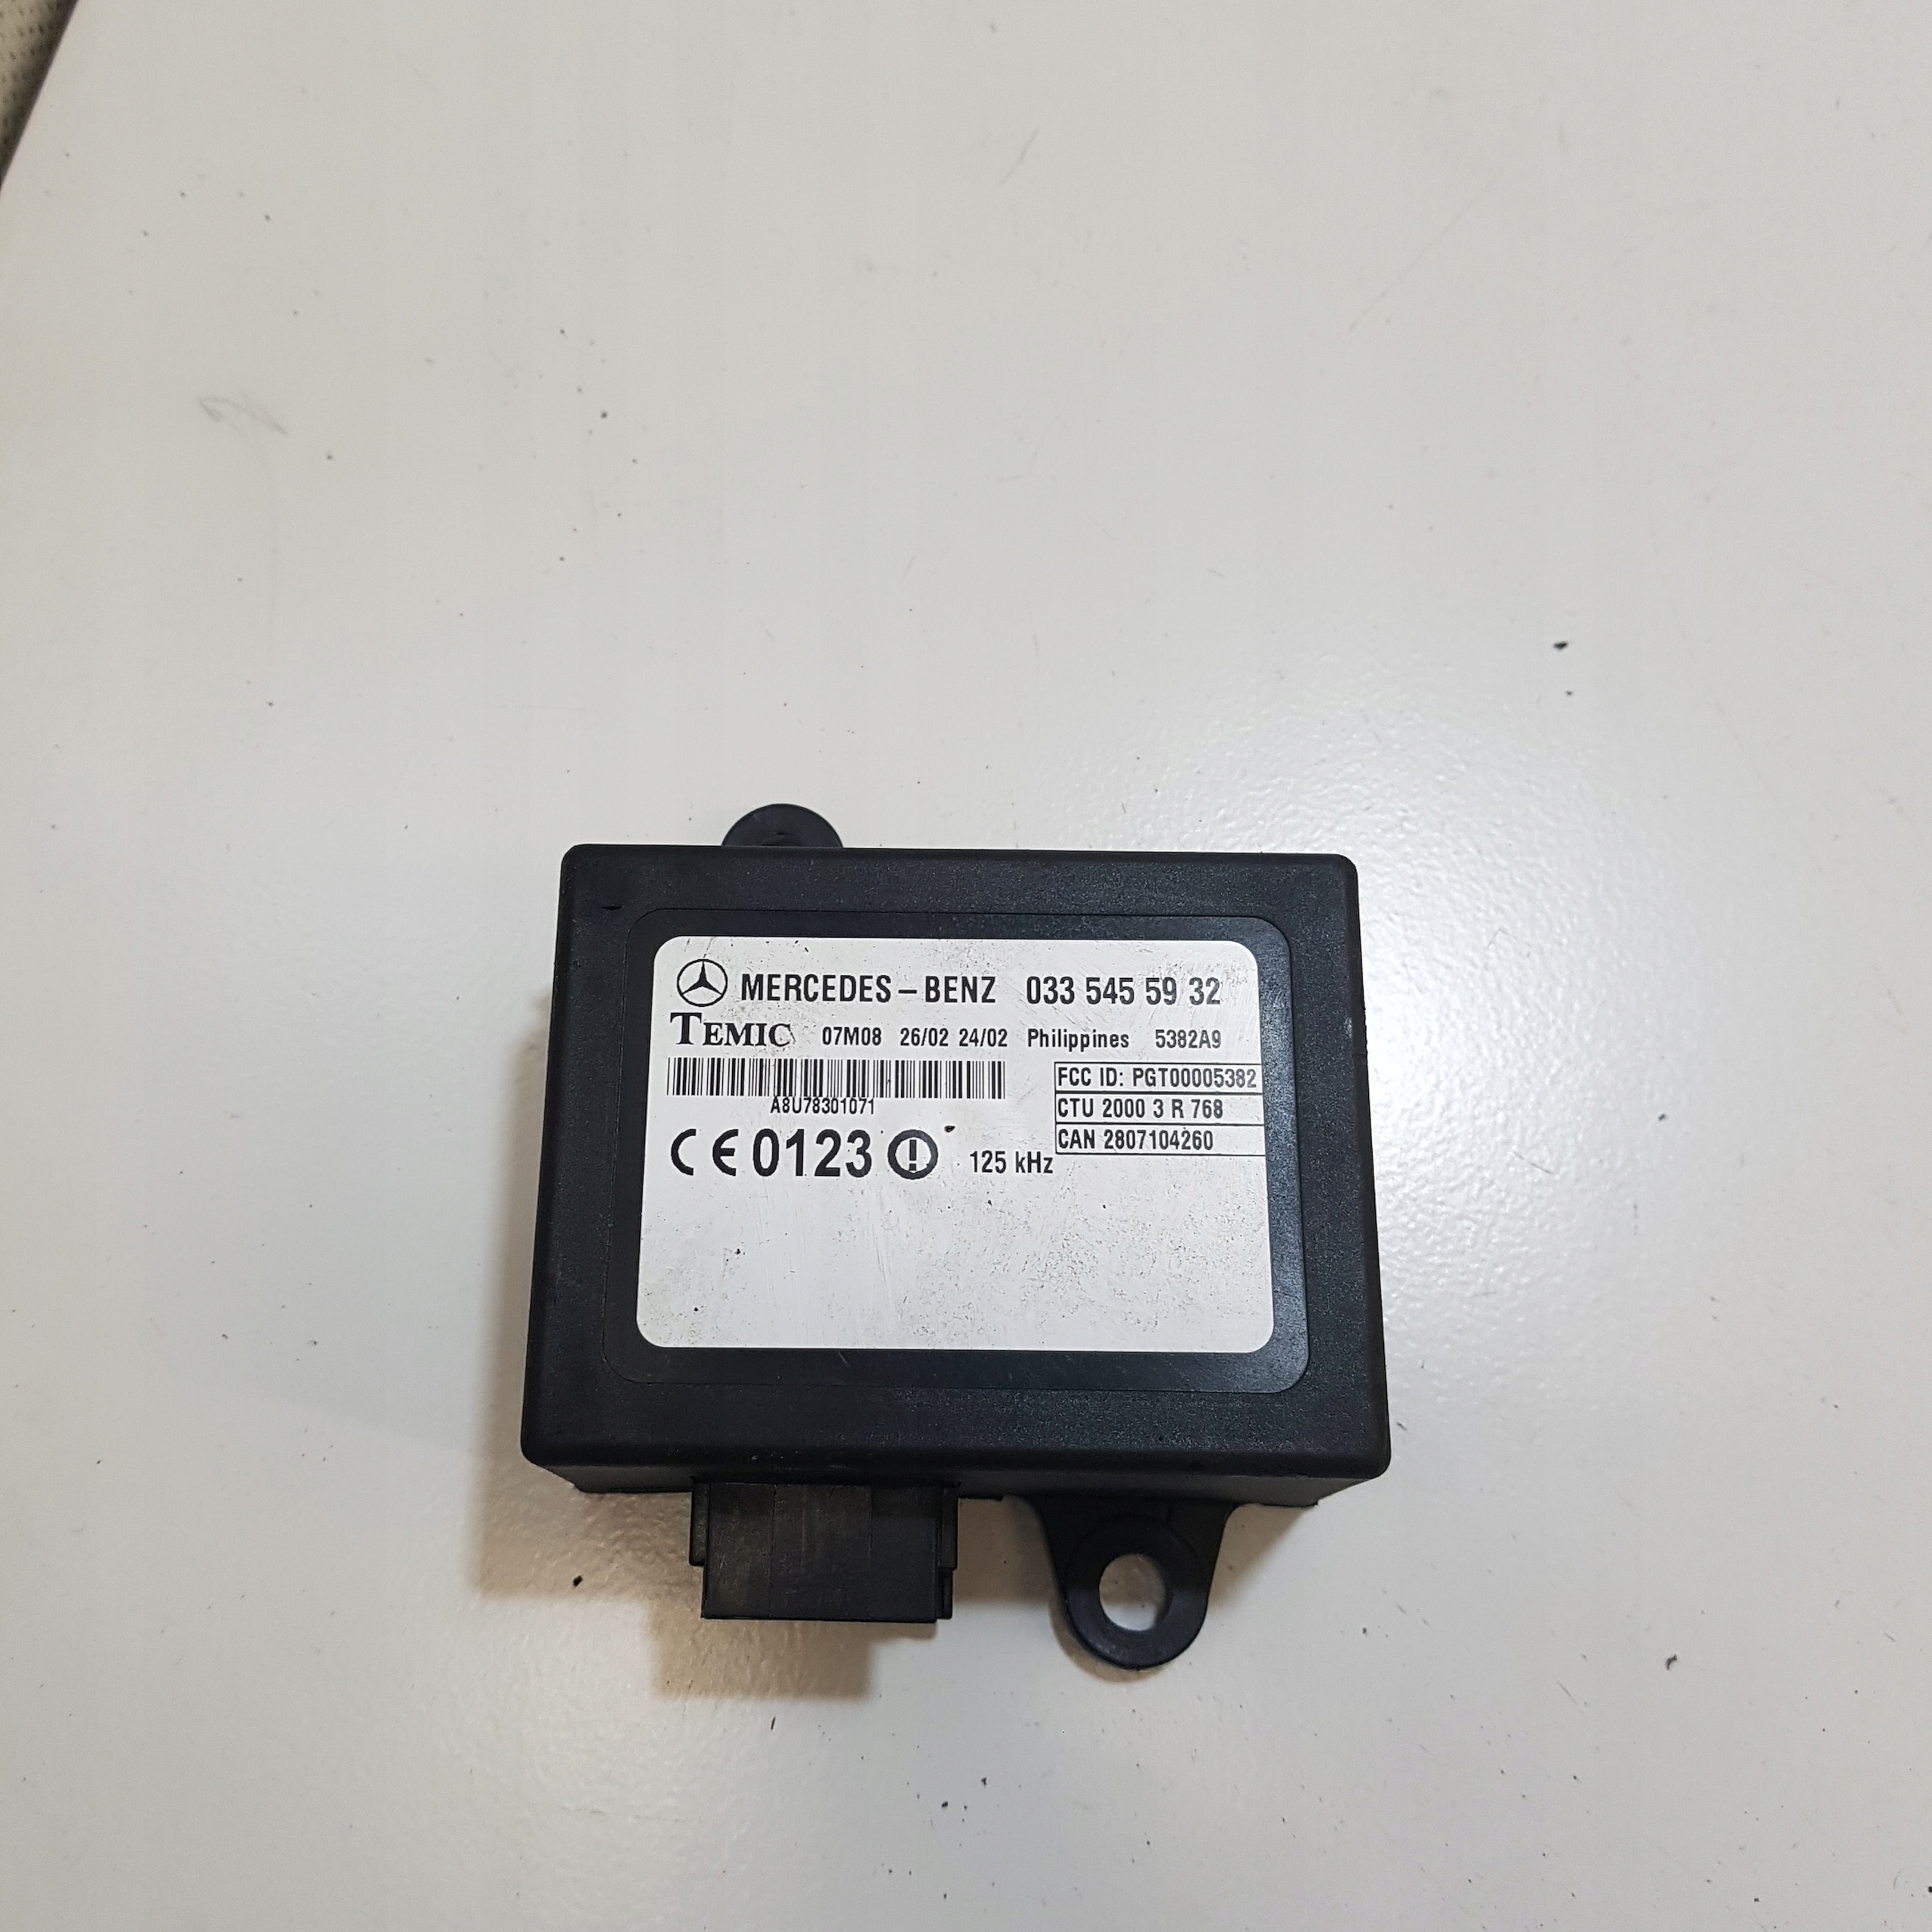 MERCEDES – BENZ 033 545 59 32
TEMIC 07M08 26/02 24/02 Philippines 5382A9
A8U78301071
FCC ID: PGT00005382
CTU 2000 3 R 768
CAN 2807104260
CE 0123 125 kHz